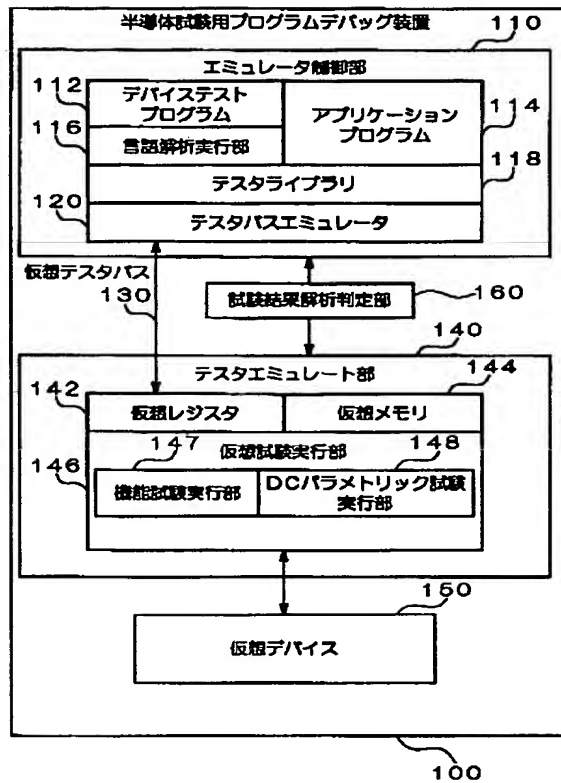 半導体試験用プログラムデバッグ装置
110
エミュレータ制御部
112
デバイステスト
プログラム
アプリケーション
プログラム
114
116
言語解析実行部
テスタライブラリ
118
120
テスタバスエミュレータ
仮想テスタバス
130
試験結果解析判定部
160
140
テスタエミュレート部
142
仮想レジスタ
仮想メモリ
144
仮想試験実行部
146
147
機能試験実行部
148
DCパラメトリック試験
実行部
150
仮想デバイス
100